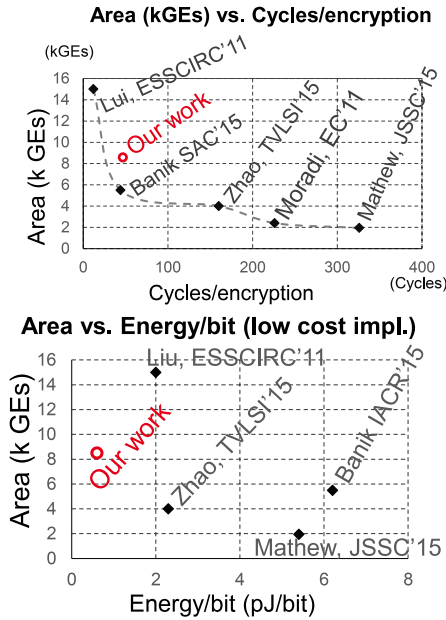 Area (kGEs) vs. Cycles/encryption
(kGEs)
16
14
12
10
8
6
4
2
0
Area (k GEs)
Lui, ESSCIRC'11
Our work
Banik SAC'15
Zhao, TVLSI'15
Moradi, EC'11
Mathew, JSSC'15
0 100 200 300 400
(Cycles)
Cycles/encryption
Area vs. Energy/bit (low cost impl.)
16
14
12
10
8
6
4
2
0
Area (k GEs)
Liu, ESSCIRC'11
Our work
Zhao, TVLSI'15
Banik IACR'15
Mathew, JSSC'15
0 2 4 6 8
Energy/bit (pJ/bit)